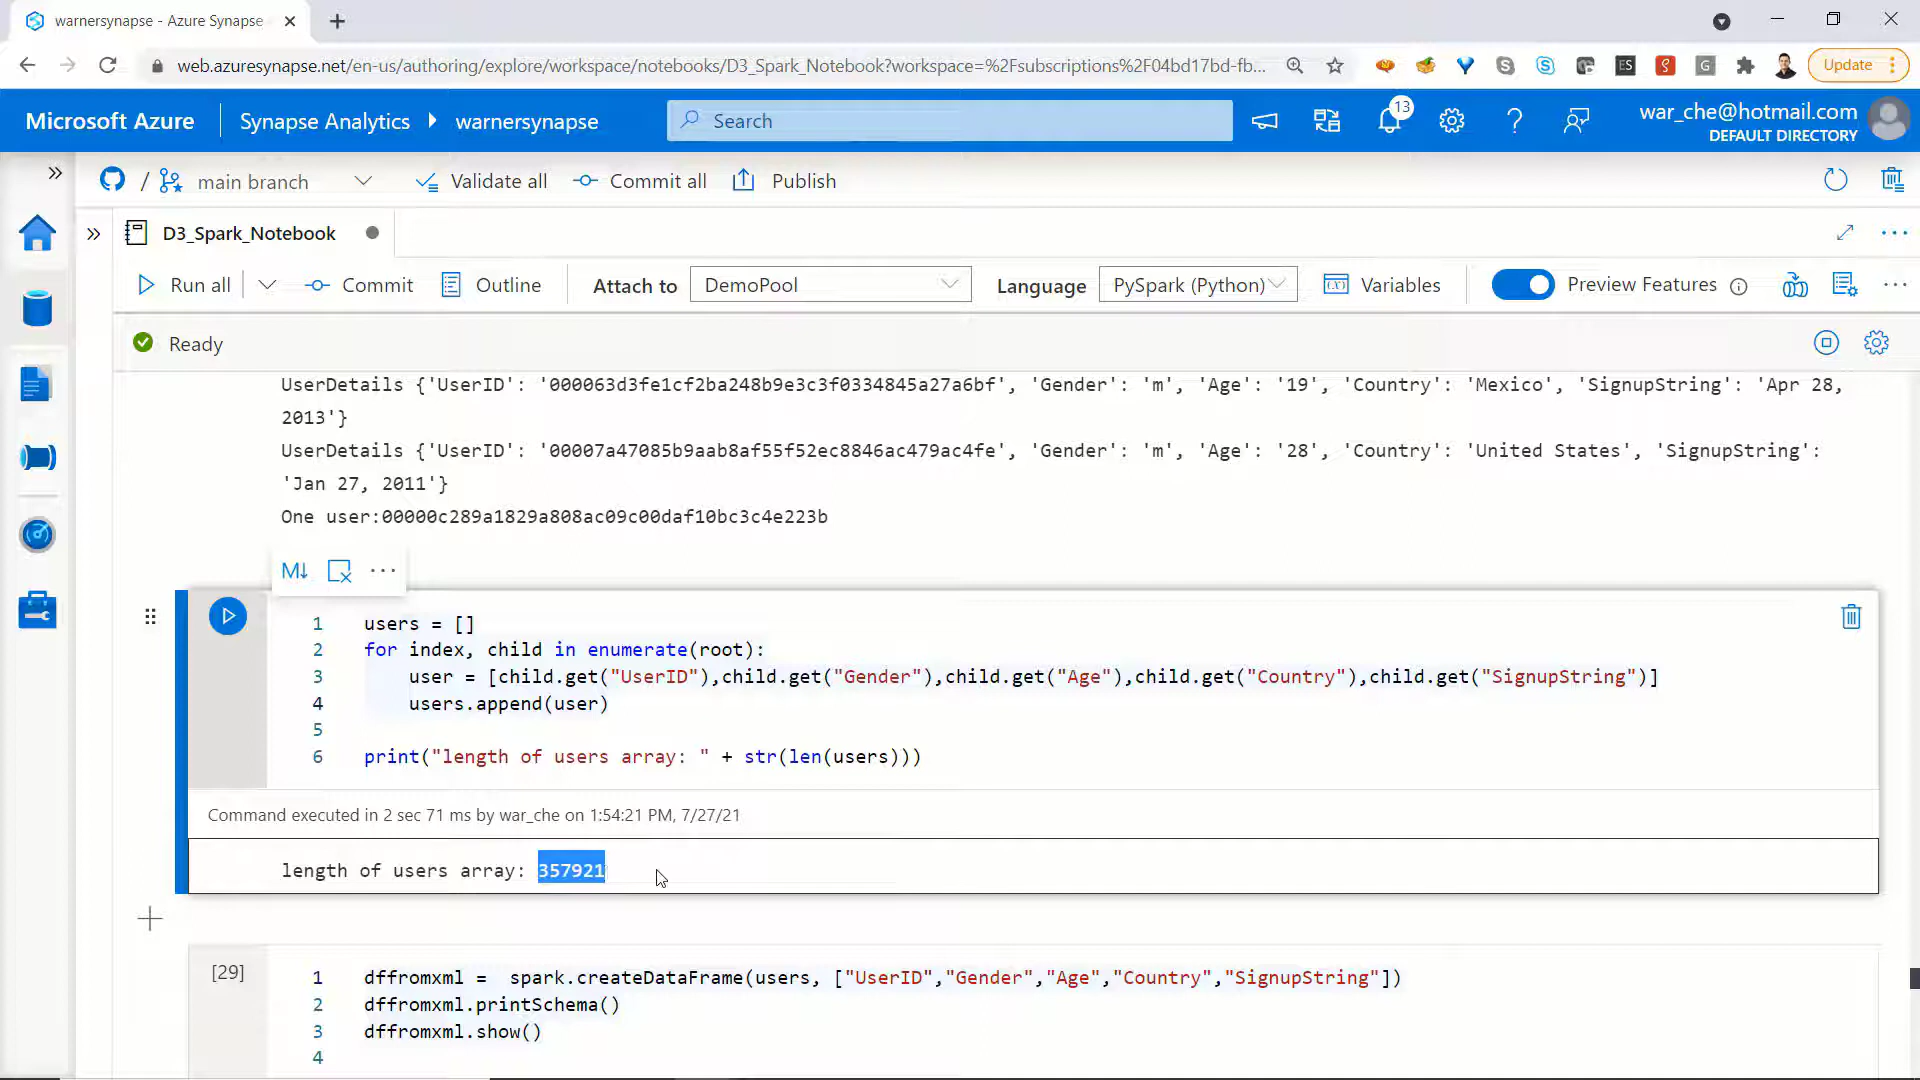 warnersynapse - Azure Synapse
web.azuresynapse.net/en-us/authoring/explore/workspace/notebooks/D3_Spark_Notebook?workspace=%2Fsubscriptions%2F04bd17bd-fb...
ES
S
G
Update
Microsoft Azure
Synapse Analytics
warnersynapse
Search
13
war_che@hotmail.com
DEFAULT DIRECTORY
/ main branch
Validate all
Commit all
Publish
D3_Spark_Notebook
Run all
Commit
Outline
Attach to
DemoPool
Language
PySpark (Python)
Variables
Preview Features
Ready
UserDetails {'UserID': '000063d3fe1cf2ba248b9e3c3f0334845a27a6bf', 'Gender': 'm', 'Age': '19', 'Country': 'Mexico', 'SignupString': 'Apr 28,
2013'}
UserDetails {'UserID': '00007a47085b9aab8af55f52ec8846ac479ac4fe', 'Gender': 'm', 'Age': '28', 'Country': 'United States', 'SignupString':
'Jan 27, 2011'}
One user:00000c289a1829a808ac09c00daf10bc3c4e223b
M↓
1 users = []
2 for index, child in enumerate(root):
3 user = [child.get("UserID"),child.get("Gender"),child.get("Age"),child.get("Country"),child.get("SignupString")]
4 users.append(user)
5
6 print("length of users array: " + str(len(users)))
Command executed in 2 sec 71 ms by war_che on 1:54:21 PM, 7/27/21
length of users array: 357921
[29]
1 dffromxml = spark.createDataFrame(users, ["UserID","Gender","Age","Country","SignupString"])
2 dffromxml.printSchema()
3 dffromxml.show()
4